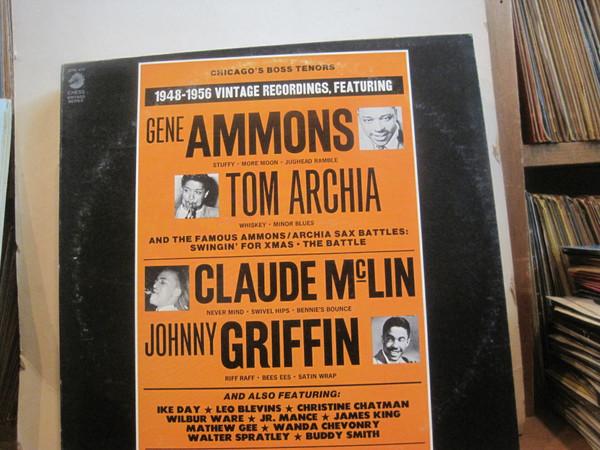 CHICAGO'S BOSS TENORS
CHESS
VINTAGE
SERIES
1948-1956 VINTAGE RECORDINGS, FEATURING
GENE AMMONS
STUFFY • MORE MOON • JUGHEAD RAMBLE
TOM ARCHIA
WHISKEY • MINOR BLUES
AND THE FAMOUS AMMONS/ARCHIA SAX BATTLES:
SWINGIN' FOR XMAS • THE BATTLE
CLAUDE McLIN
NEVER MIND • SWIVEL HIPS • BENNIE'S BOUNCE
JOHNNY GRIFFIN
RIFF RAFF • BEES EES • SATIN WRAP
AND ALSO FEATURING:
IKE DAY ★ LEO BLEVINS ★ CHRISTINE CHATMAN
WILBUR WARE ★ JR. MANCE ★ JAMES KING
MATHEW GEE ★ WANDA CHEVONRY
WALTER SPRATLEY ★ BUDDY SMITH